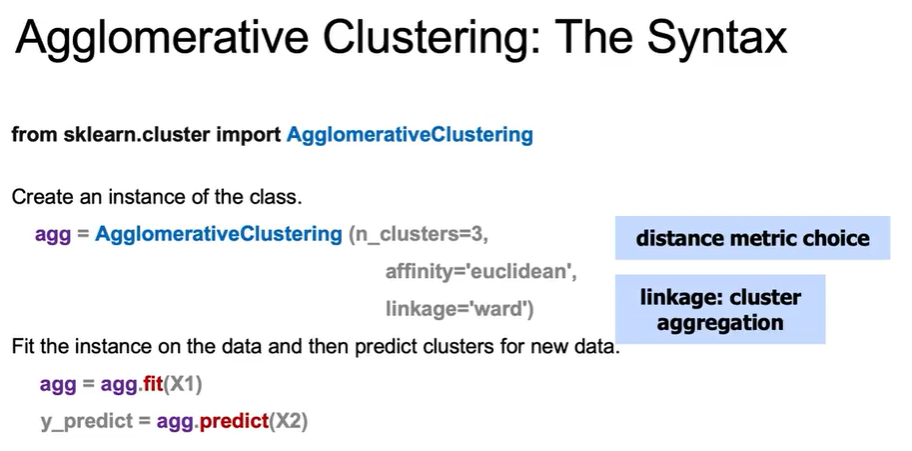 Agglomerative Clustering: The Syntax
from sklearn.cluster import AgglomerativeClustering
Create an instance of the class.
agg = AgglomerativeClustering (n_clusters=3,
affinity='euclidean',
linkage='ward')
distance metric choice
linkage: cluster
aggregation
Fit the instance on the data and then predict clusters for new data.
agg = agg.fit(X1)
y_predict = agg.predict(X2)